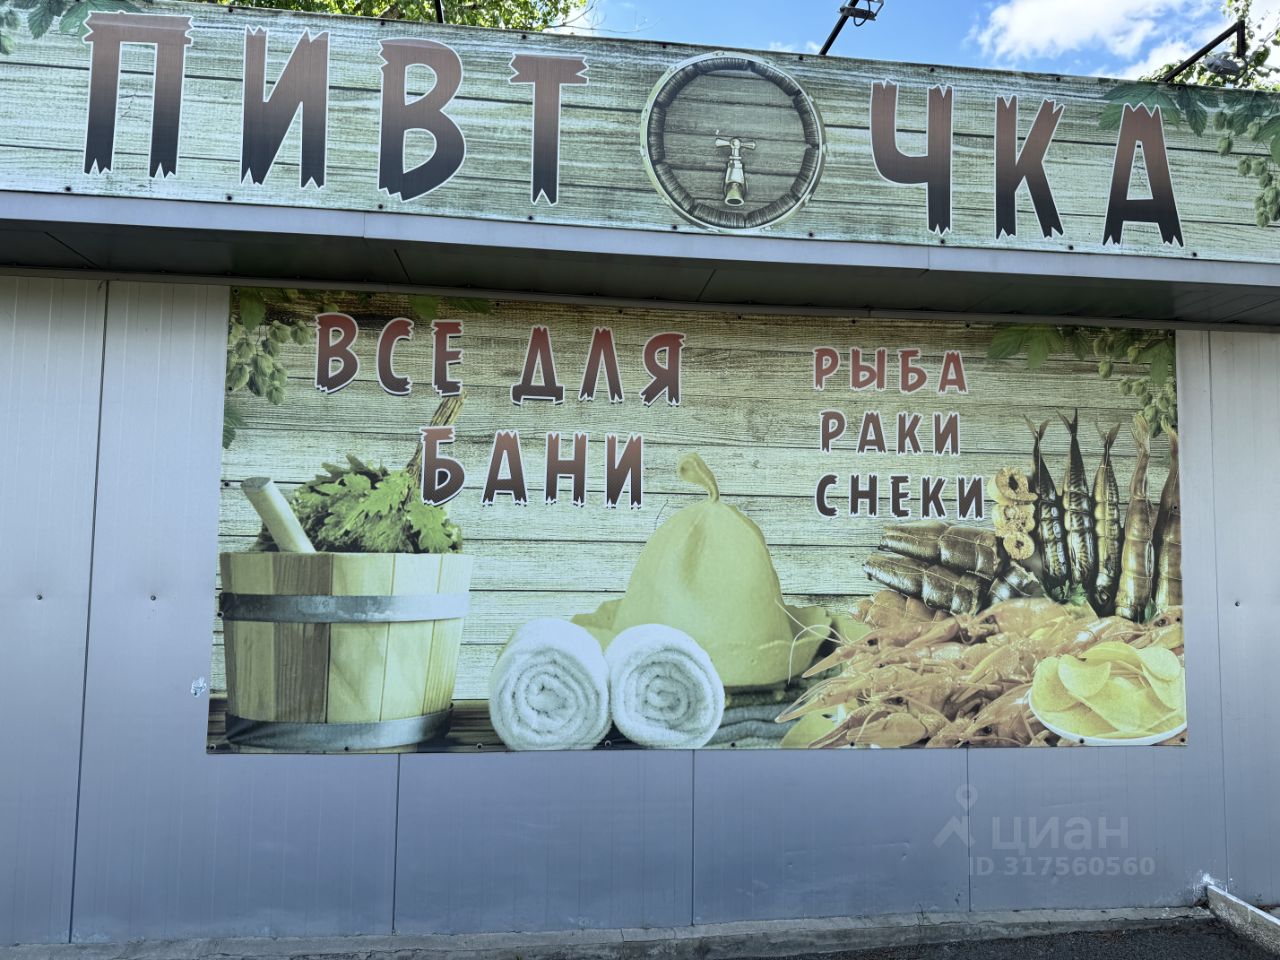 ПИВТОЧКА
ВСЕ ДЛЯ
БАНИ
РЫБА
РАКИ
СНЕКИ
циан
ID 317560560